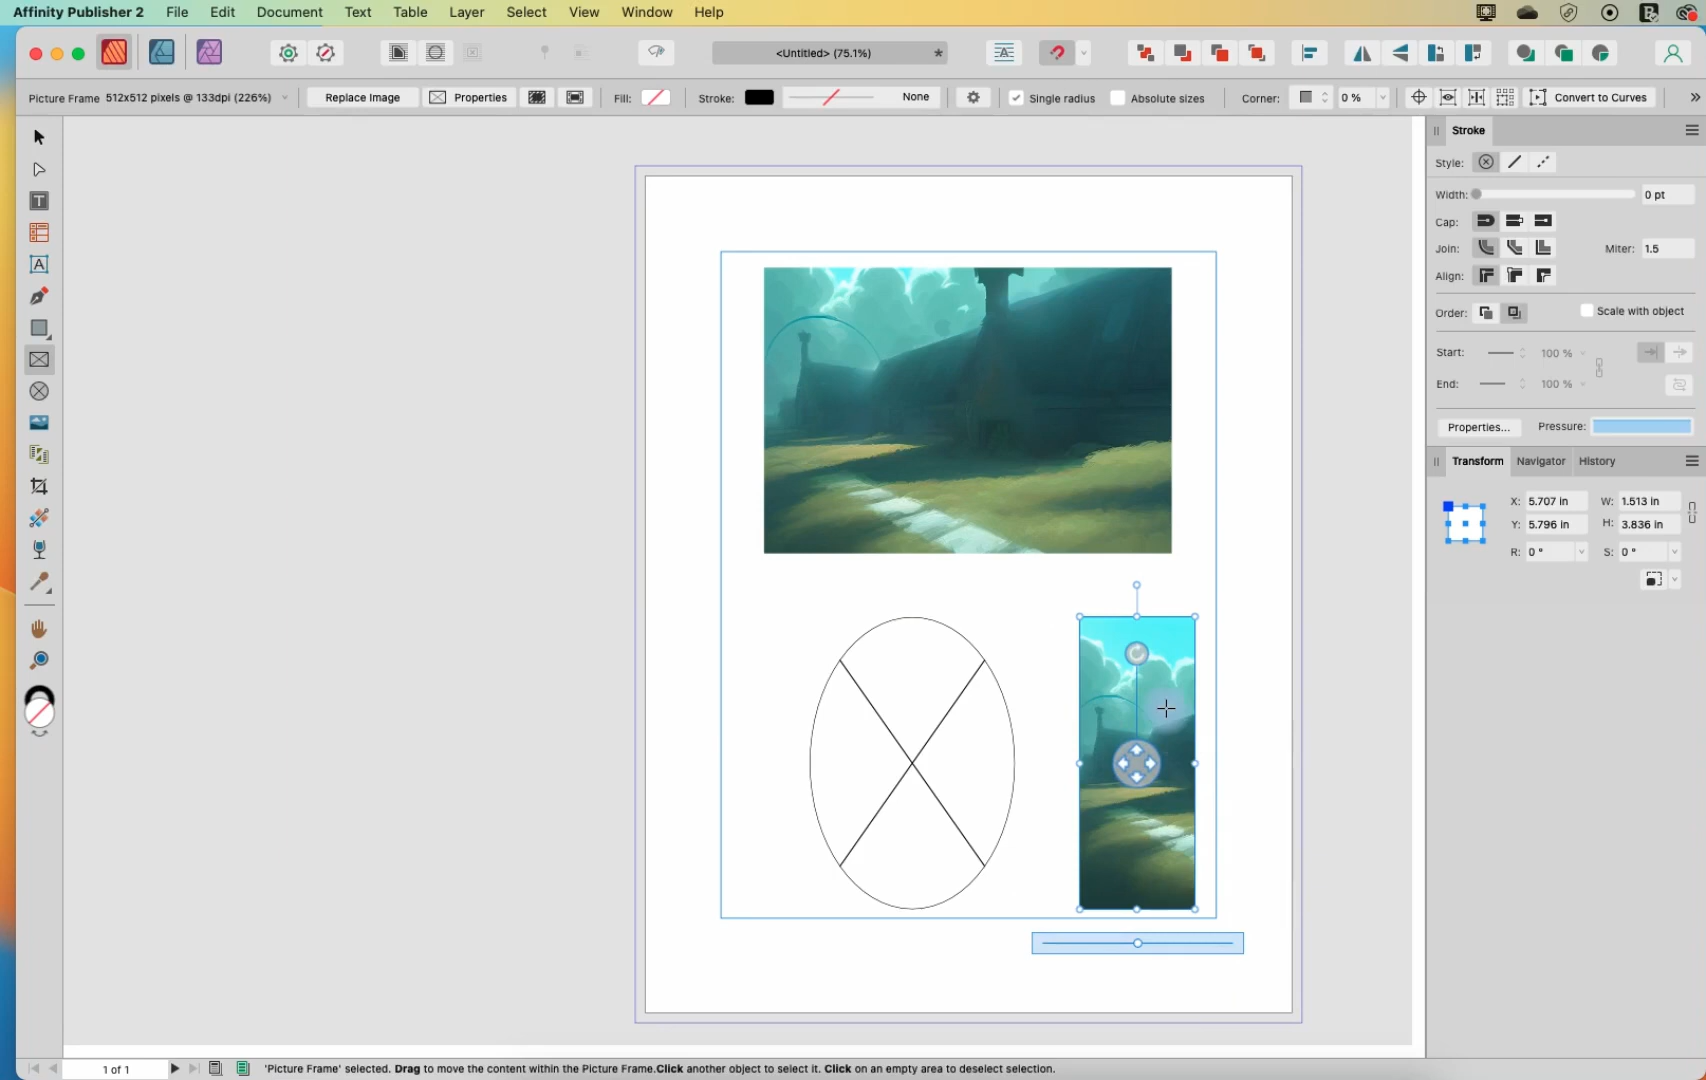 Affinity Publisher 2 File Edit Document Text Table Layer Select View Window Help
<Untitled> (75.1%) *
Picture Frame 512x512 pixels @ 133dpi (226%) Replace Image Properties Fill: Stroke: None Single radius Absolute sizes Corner: 0 % Convert to Curves »
Stroke
Style:
Width: 0 pt
Cap:
Join: Miter: 1.5
Align:
Order: Scale with object
Start: 100 %
End: 100 %
Properties... Pressure:
Transform Navigator History
X: 5.707 in W: 1.513 in
Y: 5.796 in H: 3.836 in
R: 0 ° S: 0 °
1 of 1 'Picture Frame' selected. Drag to move the content within the Picture Frame.Click another object to select it. Click on an empty area to deselect selection.